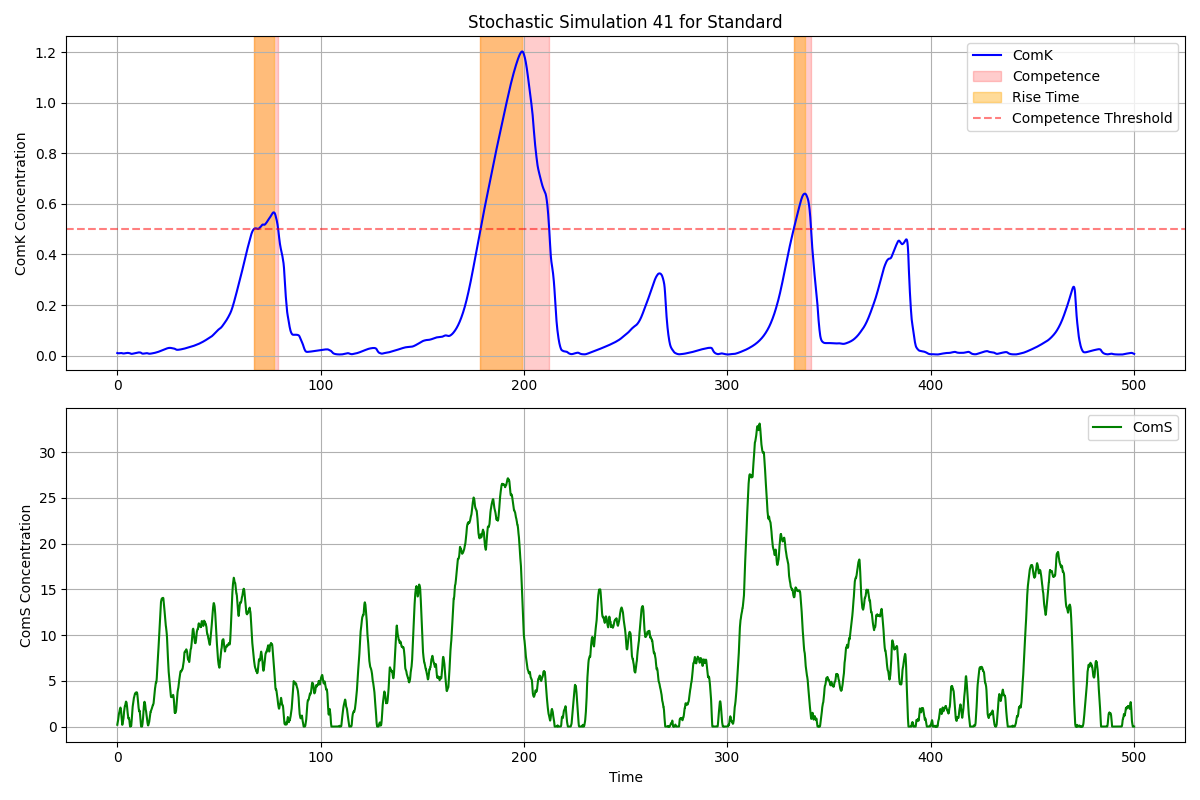 Stochastic Simulation 41 for Standard
ComK Concentration
1.2
1.0
0.8
0.6
0.4
0.2
0.0
ComK
Competence
Rise Time
Competence Threshold
0 100 200 300 400 500
ComS Concentration
30
25
20
15
10
5
0
ComS
0 100 200 300 400 500
Time